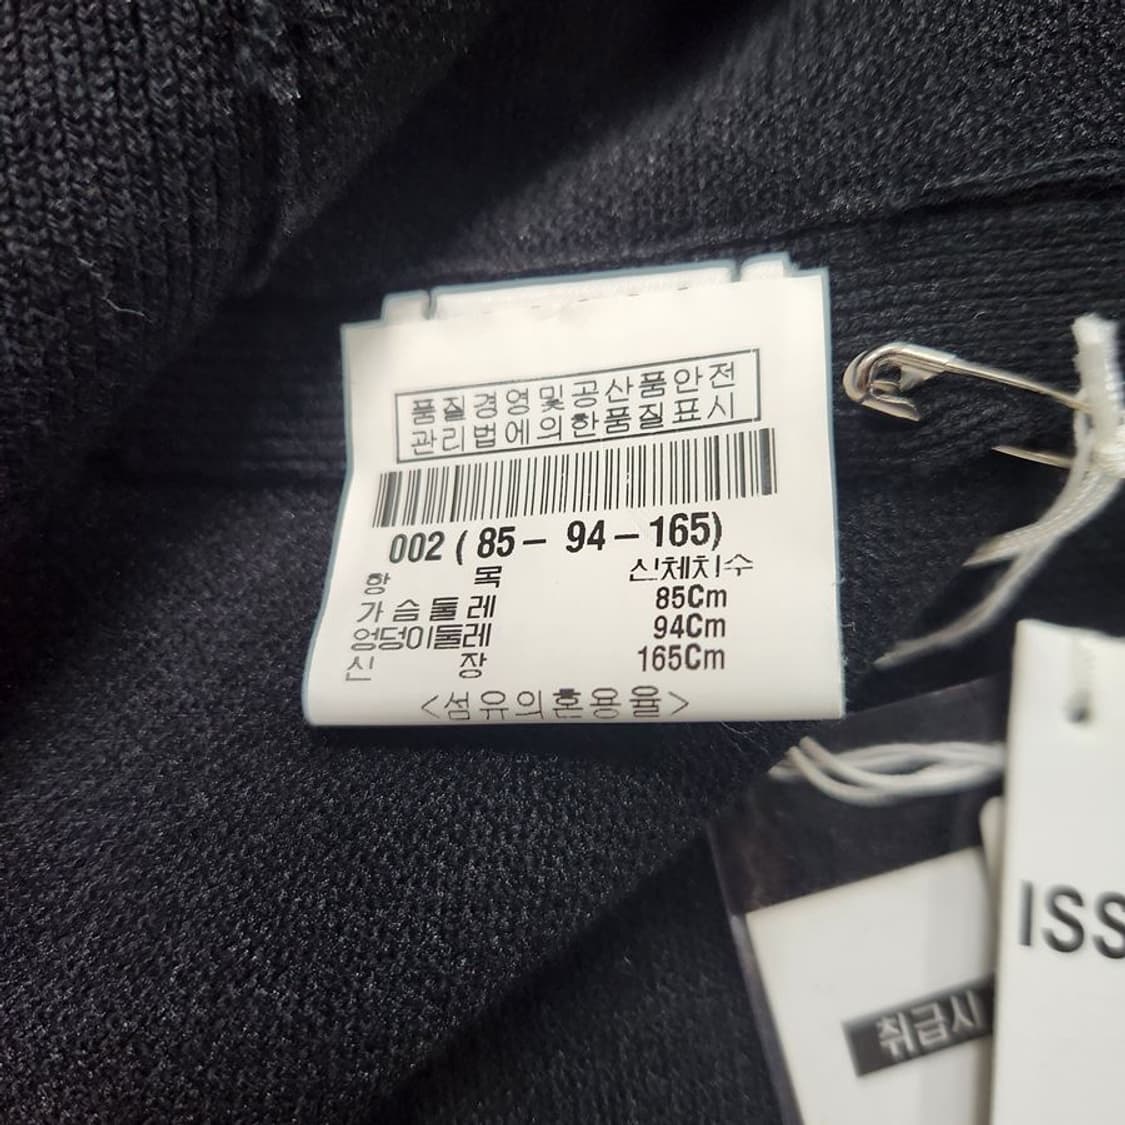 품질경영및공산품안전
관리법에의한품질표시
002 ( 85 - 94 - 165)
항 목 신체치수
가슴둘레 85Cm
엉덩이둘레 94Cm
신 장 165Cm
<섬유의혼용율>
ISS
취급시